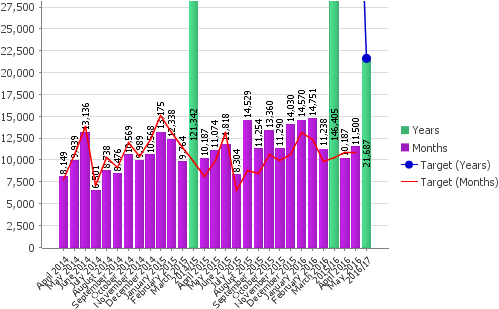 27,500
25,000
22,500
20,000
17,500
15,000
12,500
10,000
7,500
5,000
2,500
0
8,149
9,939
13,136
6,501
8,738
8,476
10,569
9,989
10,568
13,175
12,338
9,764
121,342
10,187
11,074
11,818
8,304
14,529
11,254
13,360
11,290
14,030
14,570
14,751
11,238
146,405
10,187
11,500
21,687
April 2014
May 2014
June 2014
July 2014
August 2014
September 2014
October 2014
November 2014
December 2014
January 2015
February 2015
March 2015
2014/15
April 2015
May 2015
June 2015
July 2015
August 2015
September 2015
October 2015
November 2015
December 2015
January 2016
February 2016
March 2016
2015/16
April 2016
May 2016
2016/17
Years
Months
Target (Years)
Target (Months)